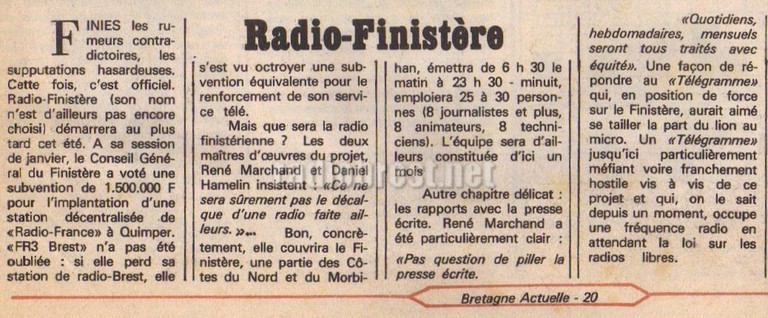 Radio-Finistère
FINIES les ru-
meurs contra-
dictoires, les
supputations hasardeuses.
Cette fois, c'est officiel.
Radio-Finistère (son nom
n'est d'ailleurs pas encore
choisi) démarrera au plus
tard cet été. A sa session
de janvier, le Conseil Géné-
ral du Finistère a voté une
subvention de 1.500.000 F
pour l'implantation d'une
station décentralisée de
«Radio-France» à Quimper.
«FR3 Brest» n'a pas été
oubliée : si elle perd sa
station de radio-Brest, elle
s'est vu octroyer une sub-
vention équivalente pour le
renforcement de son servi-
ce télé.
Mais que sera la radio
finistérienne ? Les deux
maîtres d'œuvres du projet,
René Marchand et Daniel
Hamelin insistent : «Ce ne
sera sûrement pas le décal-
que d'une radio faite ail-
leurs.»... Bon, concrè-
tement, elle couvrira le Fi-
nistère, une partie des Cô-
tes du Nord et du Morbi-
han, émettra de 6 h 30 le
matin à 23 h 30 - minuit,
emploiera 25 à 30 person-
nes (8 journalistes et plus,
8 animateurs, 8 techni-
ciens). L'équipe sera d'ail-
leurs constituée d'ici un
mois
Autre chapitre délicat :
les rapports avec la presse
écrite. René Marchand a
été particulièrement clair :
«Pas question de piller la
presse écrite.
«Quotidiens,
hebdomadaires, mensuels
seront tous traités avec
équité». Une façon de ré-
pondre au «Télégramme»
qui, en position de force
sur le Finistère, aurait aimé
se tailler la part du lion au
micro. Un «Télégramme»
jusqu'ici particulièrement
méfiant voire franchement
hostile vis à vis de ce
projet et qui, on le sait
depuis un moment, occupe
une fréquence radio en
attendant la loi sur les
radios libres.
Bretagne Actuelle - 20